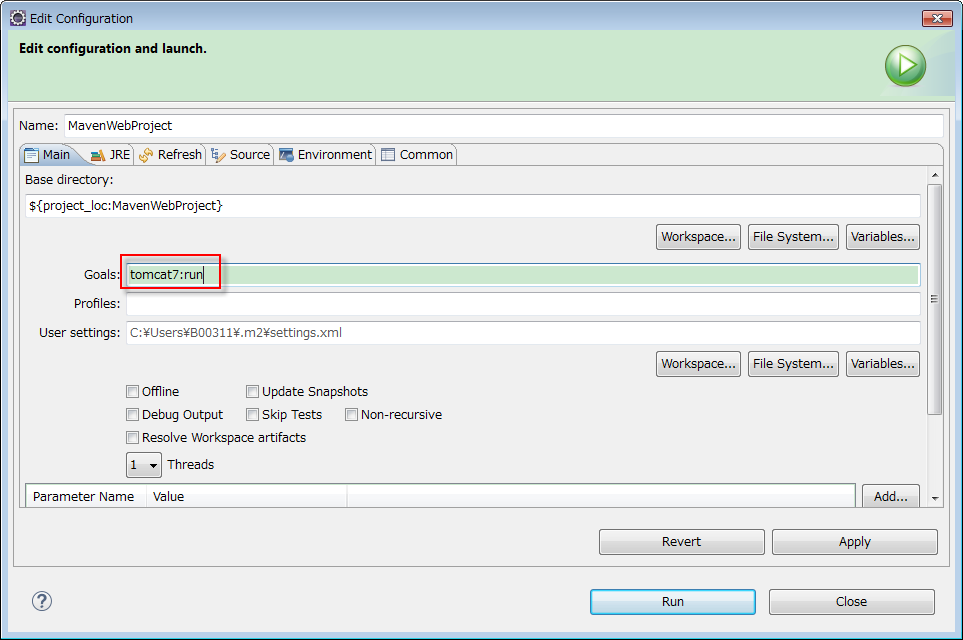 Edit Configuration
Edit configuration and launch.
Name: MavenWebProject
Main JRE Refresh Source Environment Common
Base directory:
${project_loc:MavenWebProject}
Workspace... File System... Variables...
Goals: tomcat7:run
Profiles:
User settings: C:¥Users¥B00311¥.m2¥settings.xml
Workspace... File System... Variables...
Offline Update Snapshots
Debug Output Skip Tests Non-recursive
Resolve Workspace artifacts
1 Threads
Parameter Name Value Add...
Revert Apply
? Run Close